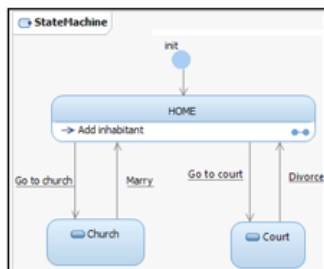 StateMachine
init
HOME
Add inhabitant
Go to church
Marry
Go to court
Divorce
Church
Court